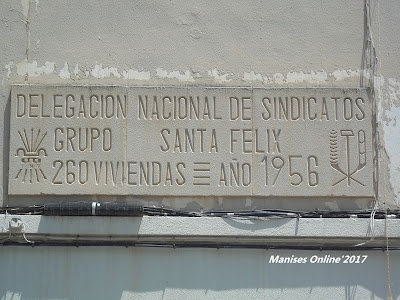 DELEGACION NACIONAL DE SINDICATOS
GRUPO SANTA FELIX
260 VIVIENDAS AÑO 1956
Manises Online'2017